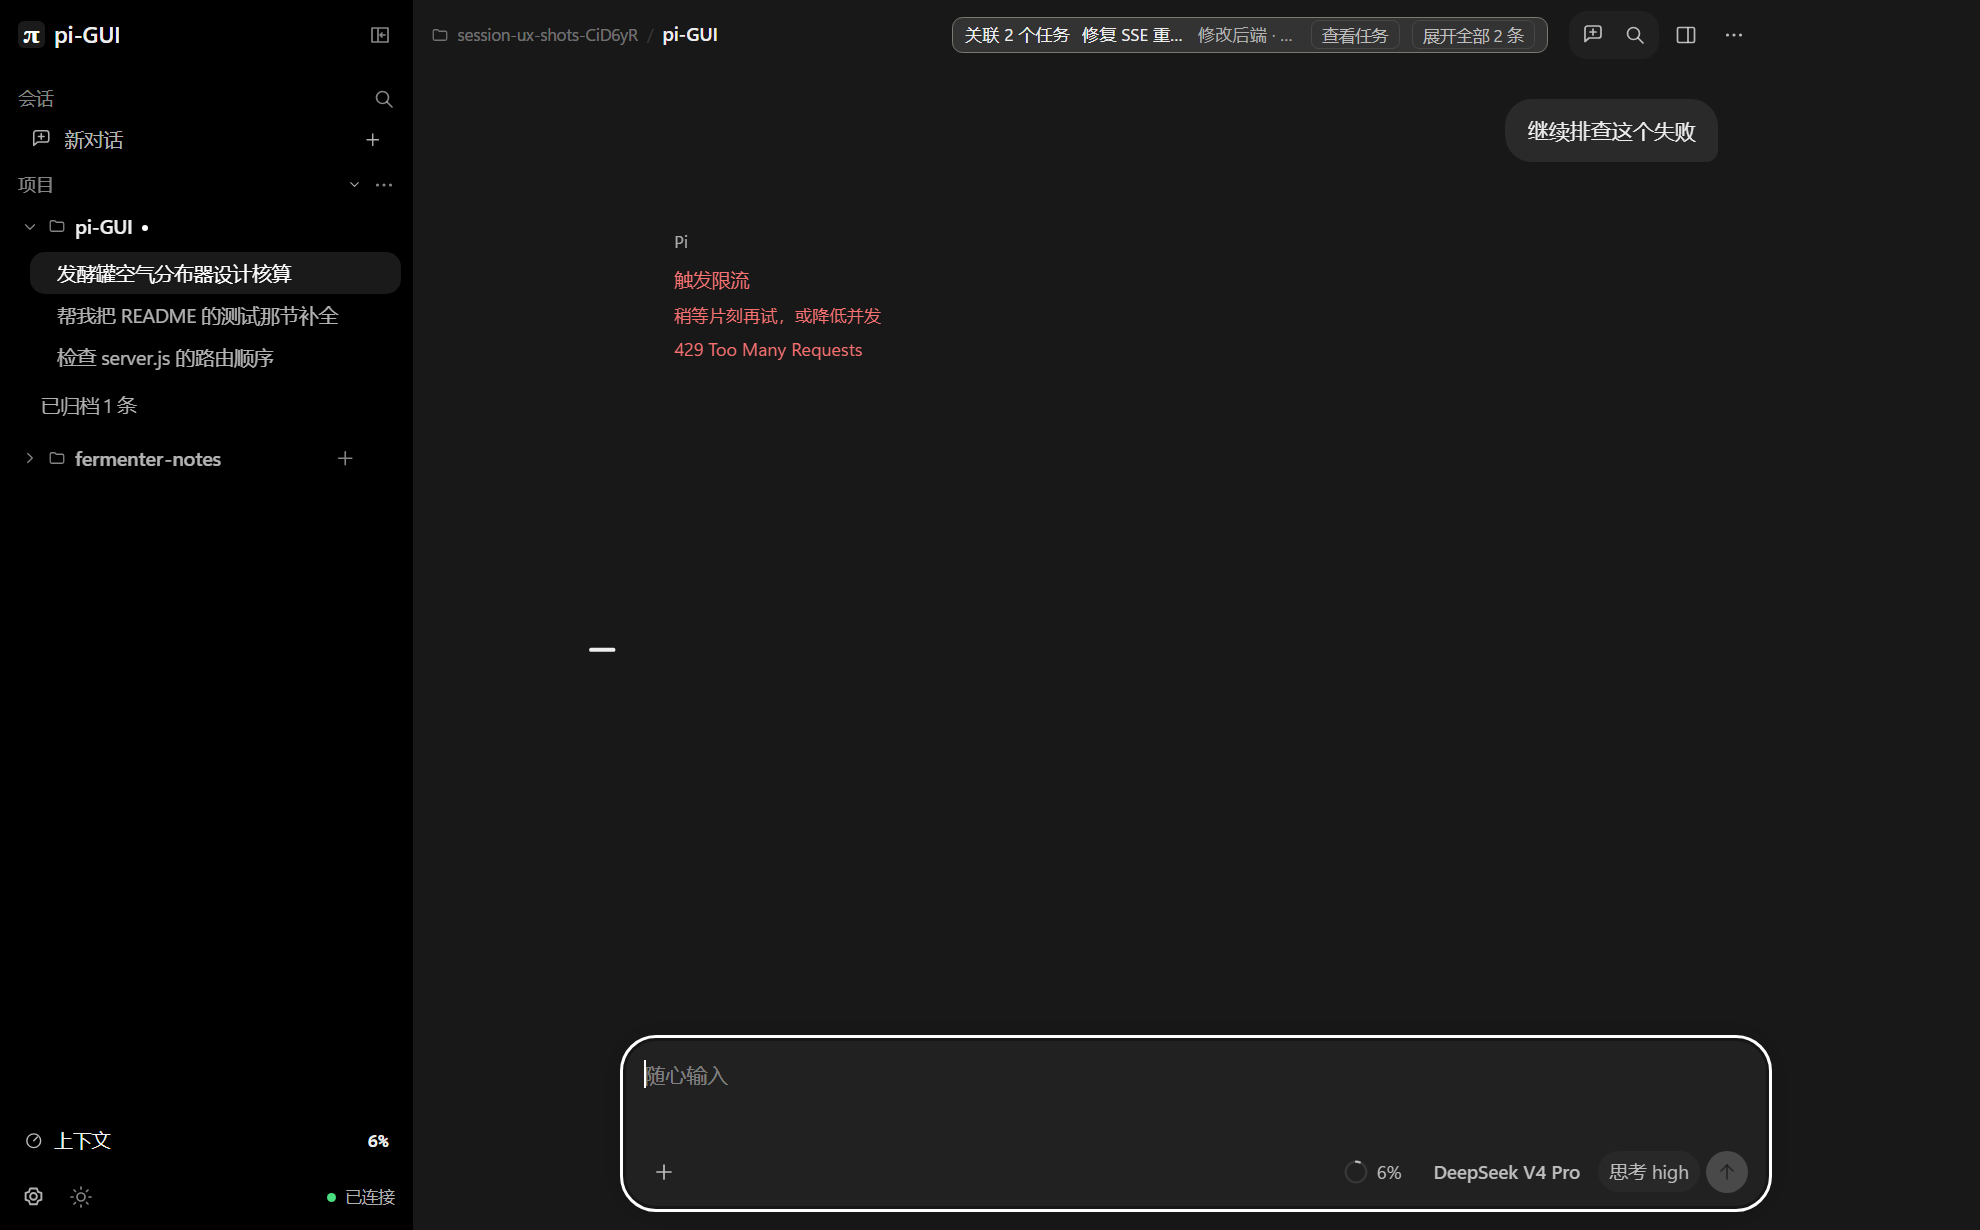 π pi-GUI
会话
新对话
项目
pi-GUI
发酵罐空气分布器设计核算
帮我把 README 的测试那节补全
检查 server.js 的路由顺序
已归档 1 条
fermenter-notes
上下文 6%
已连接
session-ux-shots-CiD6yR / pi-GUI
关联 2 个任务 修复 SSE 重... 修改后端 · ... 查看任务 展开全部 2 条
继续排查这个失败
Pi
触发限流
稍等片刻再试，或降低并发
429 Too Many Requests
随心输入
6% DeepSeek V4 Pro 思考 high